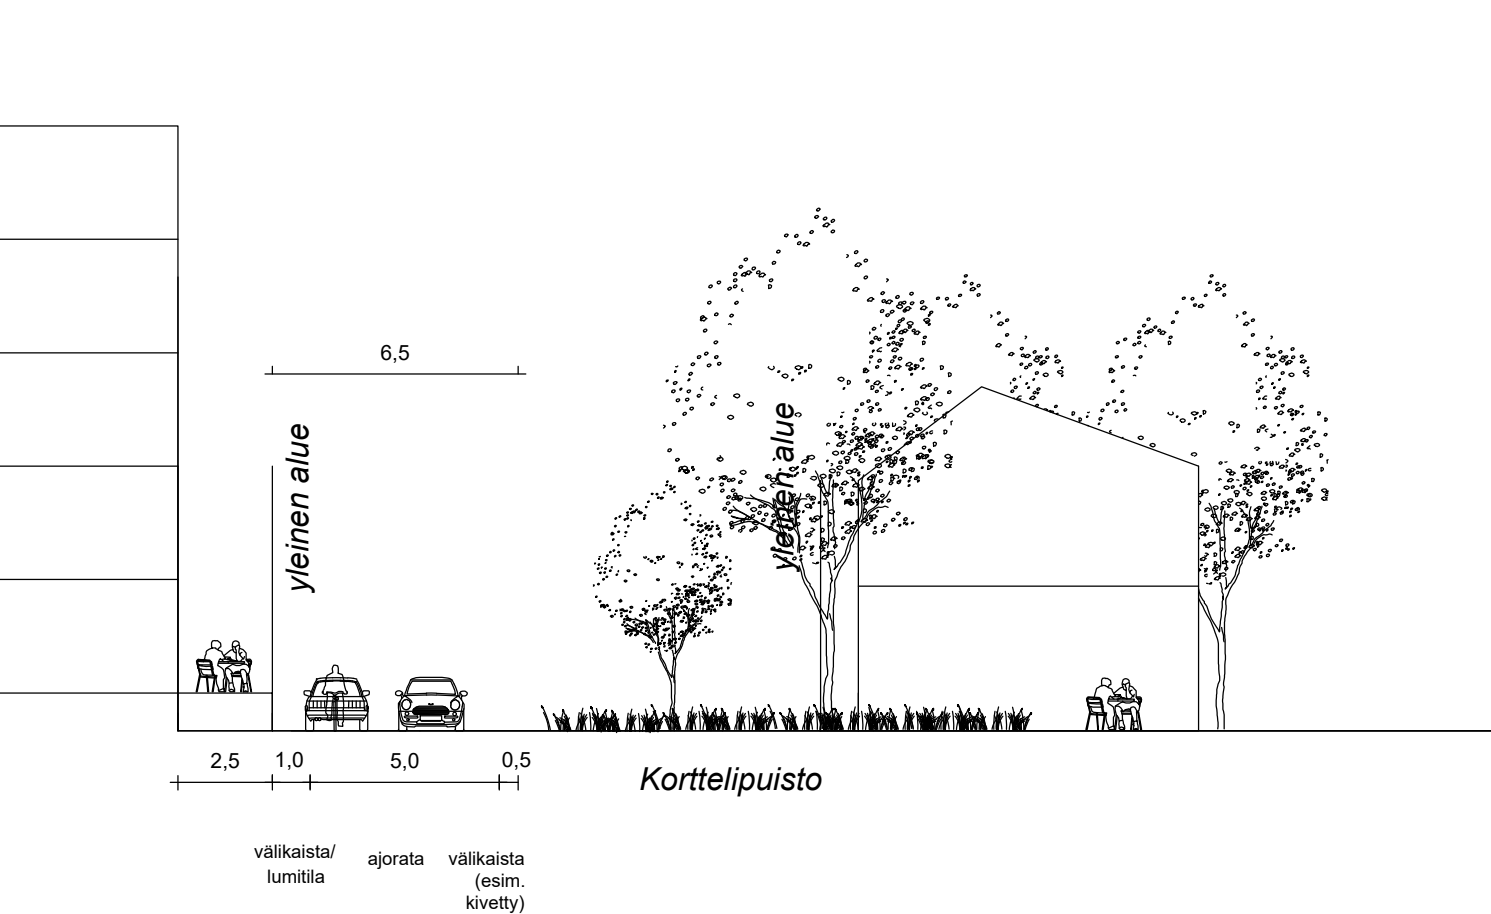 6,5
yleinen alue
yleinen alue
2,5 1,0 5,0 0,5
Korttelipuisto
välikaista/
lumitila
ajorata
välikaista
(esim.
kivetty)